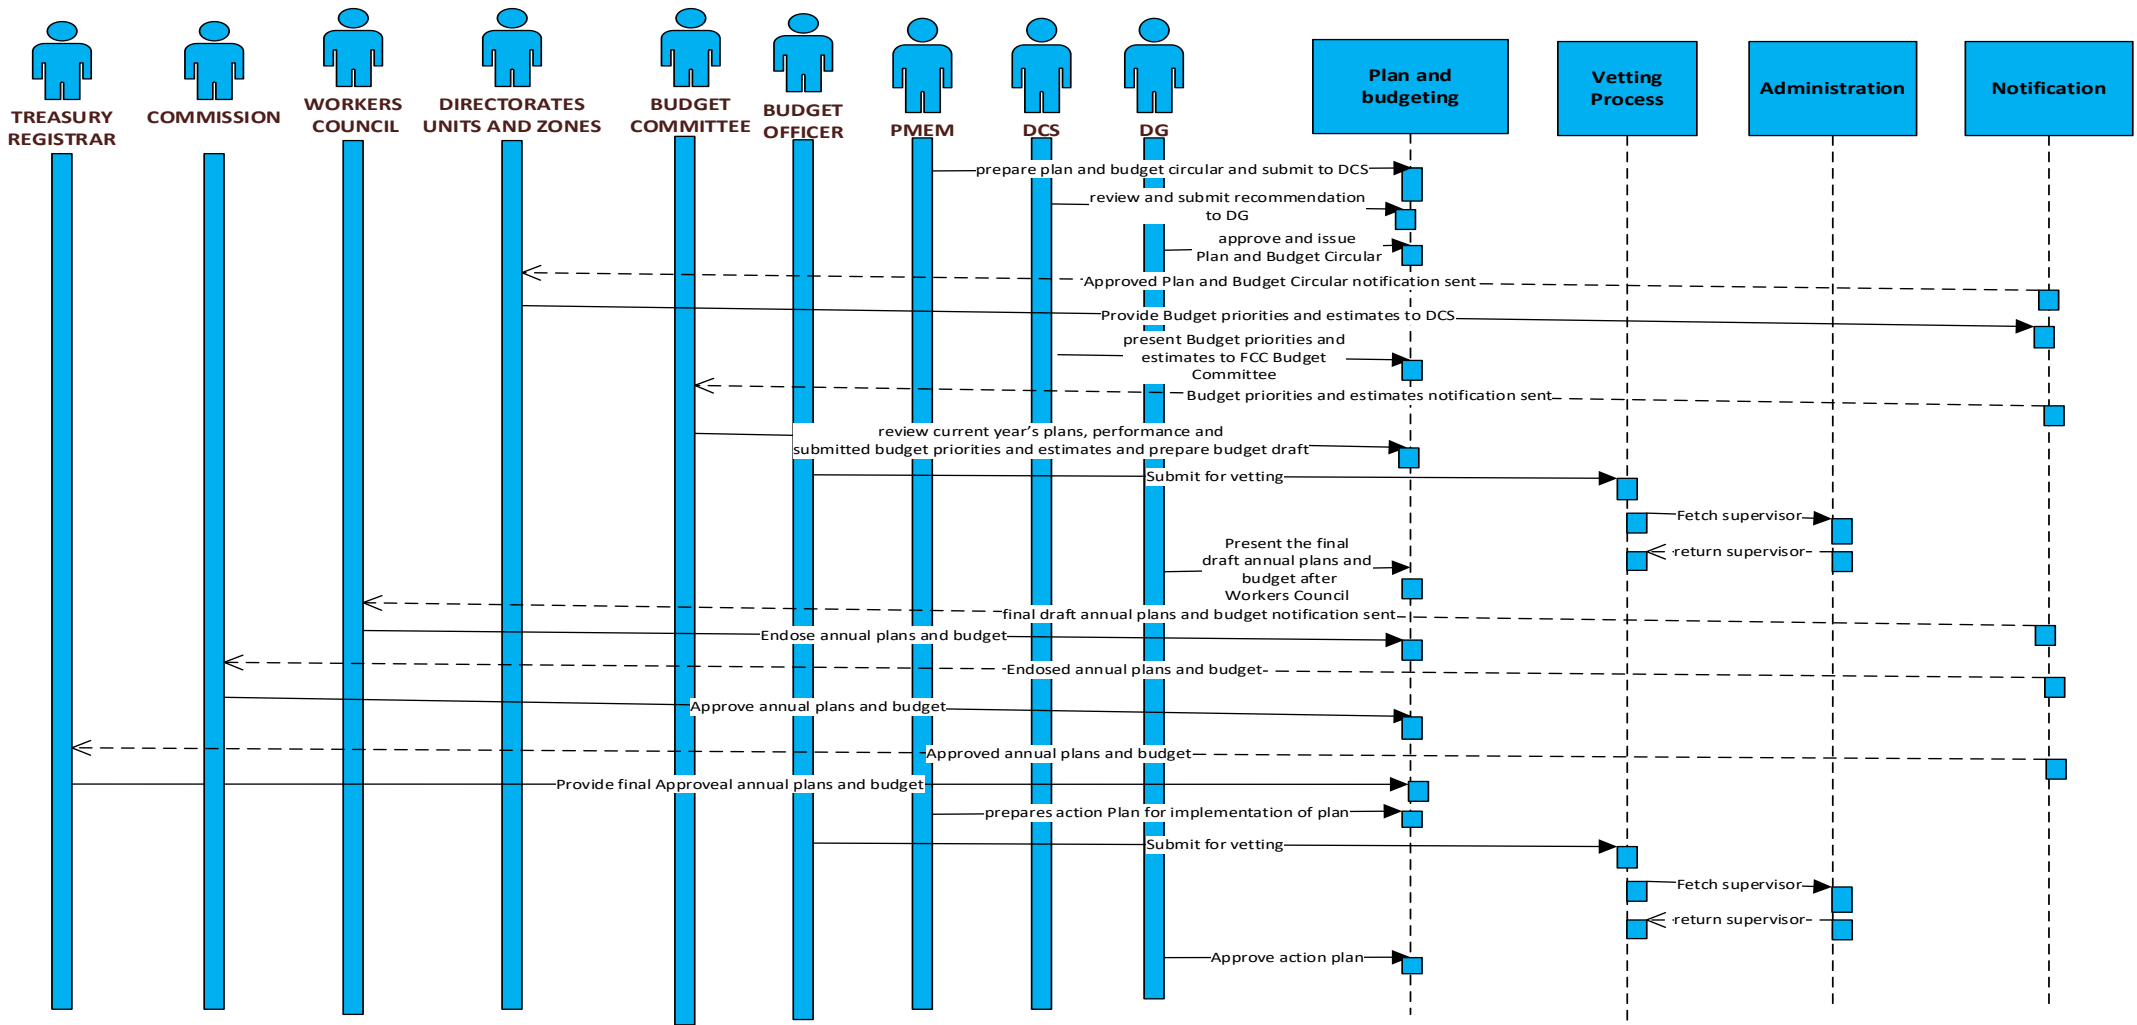 TREASURY
REGISTRAR
COMMISSION
WORKERS
COUNCIL
DIRECTORATES
UNITS AND ZONES
BUDGET
COMMITTEE
BUDGET
OFFICER
PMEM
DCS
DG
Plan and
budgeting
Vetting
Process
Administration
Notification
prepare plan and budget circular and submit to DCS
review and submit recommendation
to DG
approve and issue
Plan and Budget Circular
Approved Plan and Budget Circular notification sent
Provide Budget priorities and estimates to DCS
present Budget priorities and
estimates to FCC Budget
Committee
Budget priorities and estimates notification sent
review current year’s plans, performance and
submitted budget priorities and estimates and prepare budget draft
Submit for vetting
Fetch supervisor
return supervisor
Present the final
draft annual plans and
budget after
Workers Council
final draft annual plans and budget notification sent
Endose annual plans and budget
Endosed annual plans and budget
Approve annual plans and budget
Approved annual plans and budget
Provide final Approveal annual plans and budget
prepares action Plan for implementation of plan
Submit for vetting
Fetch supervisor
return supervisor
Approve action plan